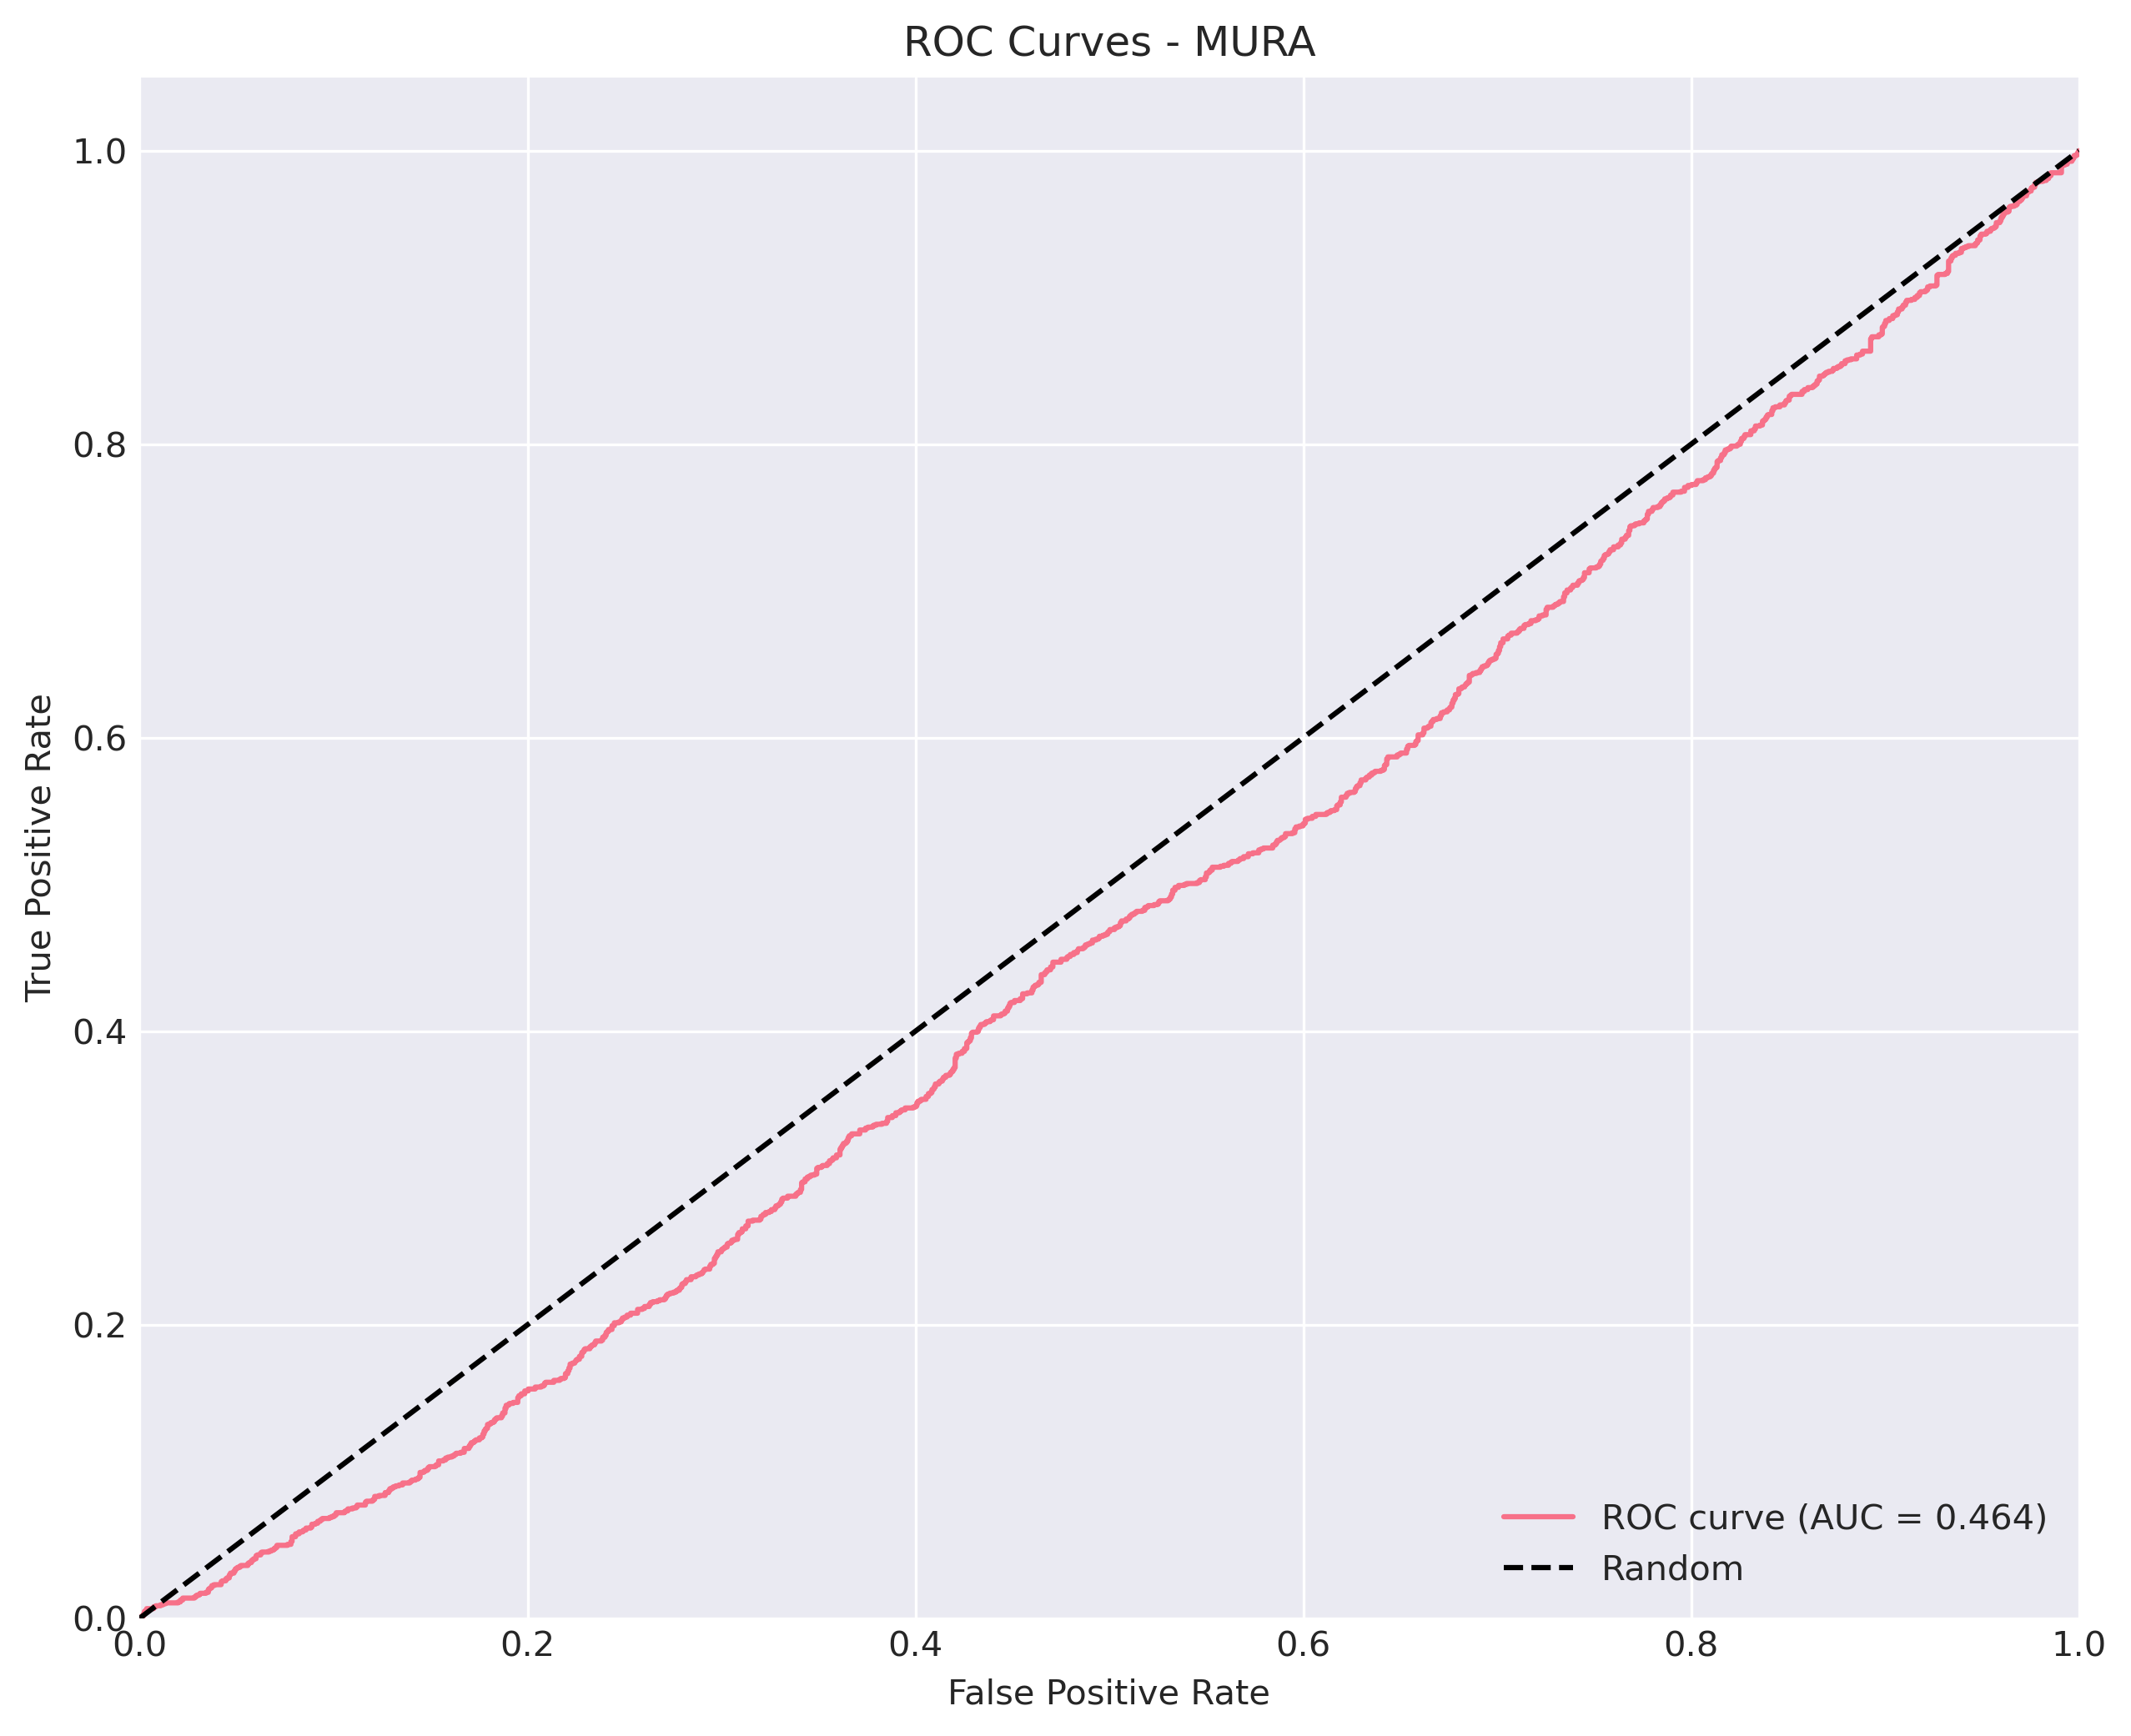 ROC Curves - MURA
1.0
0.8
0.6
0.4
0.2
0.0
True Positive Rate
0.0 0.2 0.4 0.6 0.8 1.0
False Positive Rate
ROC curve (AUC = 0.464)
Random